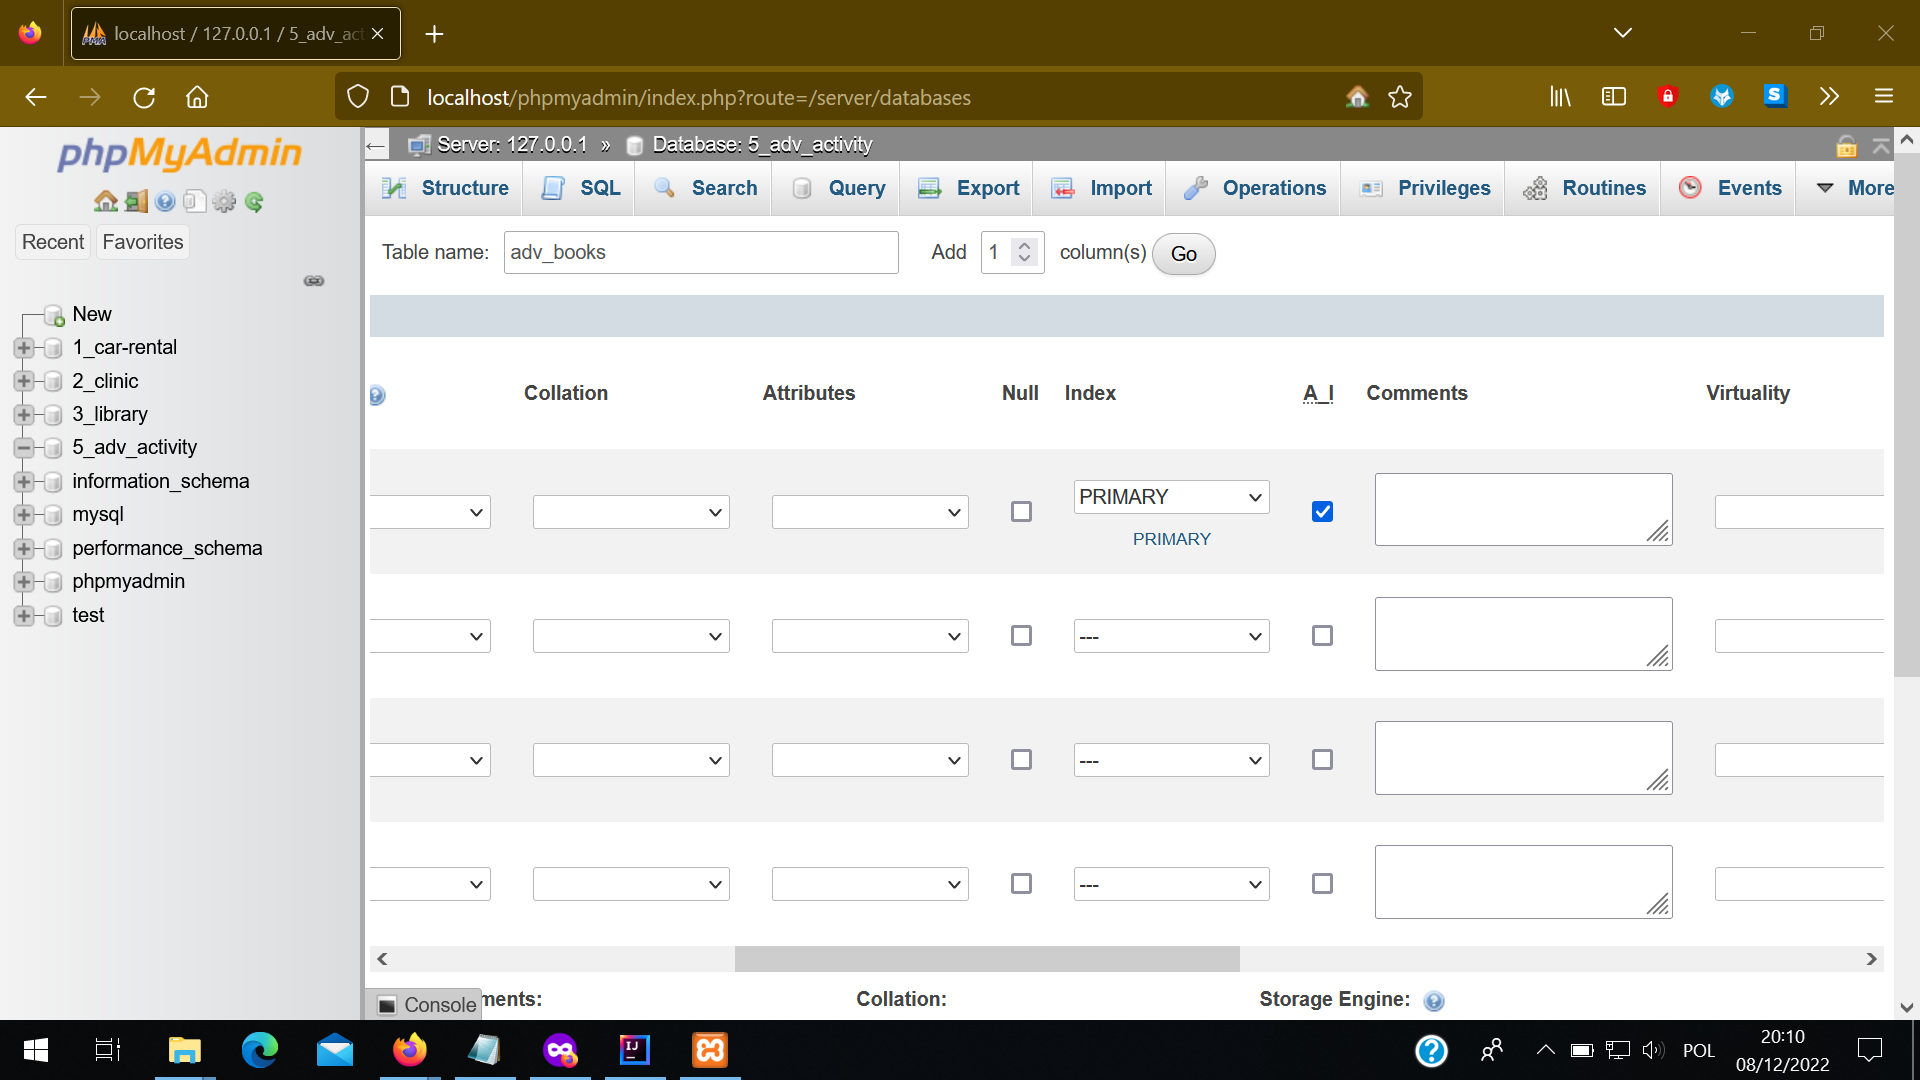 localhost / 127.0.0.1 / 5_adv_act
localhost/phpmyadmin/index.php?route=/server/databases
phpMyAdmin
Recent Favorites
New
1_car-rental
2_clinic
3_library
5_adv_activity
information_schema
mysql
performance_schema
phpmyadmin
test
Server: 127.0.0.1 » Database: 5_adv_activity
Structure SQL Search Query Export Import Operations Privileges Routines Events More
Table name: adv_books Add 1 column(s) Go
Collation Attributes Null Index A_I Comments Virtuality
PRIMARY
PRIMARY
---
---
---
Console ments: Collation: Storage Engine:
POL
20:10
08/12/2022